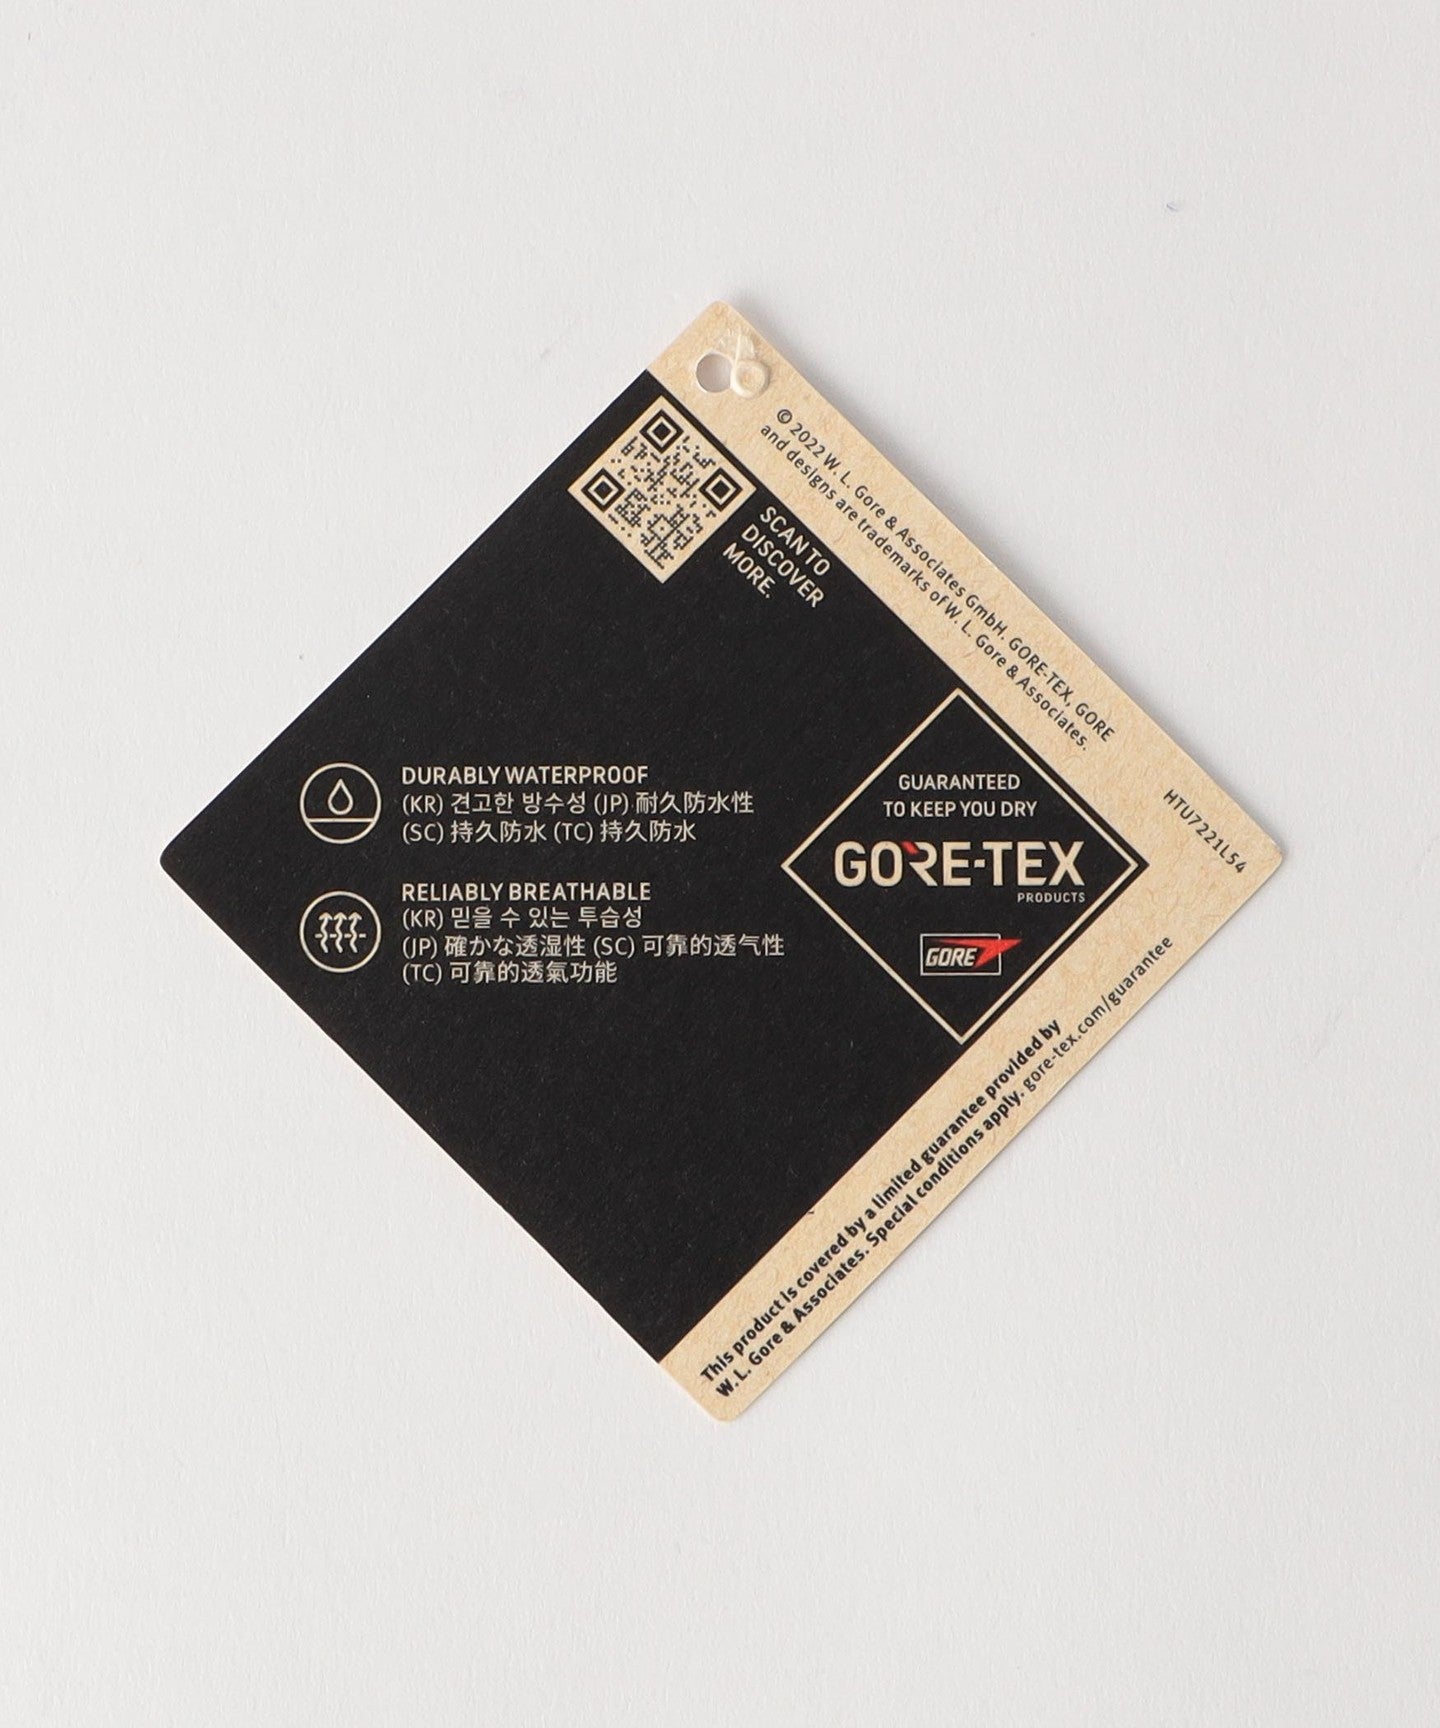 © 2022 W. L. Gore & Associates GmbH. GORE-TEX, GORE
and designs are trademarks of W. L. Gore & Associates.
SCAN TO
DISCOVER
MORE.
DURABLY WATERPROOF
(KR) 견고한 방수성 (JP) 耐久防水性
(SC) 持久防水 (TC) 持久防水
RELIABLY BREATHABLE
(KR) 믿을 수 있는 투습성
(JP) 確かな透湿性 (SC) 可靠的透气性
(TC) 可靠的透氣功能
GUARANTEED
TO KEEP YOU DRY
GORE-TEX
PRODUCTS
GORE
HTU7221L54
This product is covered by a limited guarantee provided by
W. L. Gore & Associates. Special conditions apply. gore-tex.com/guarantee